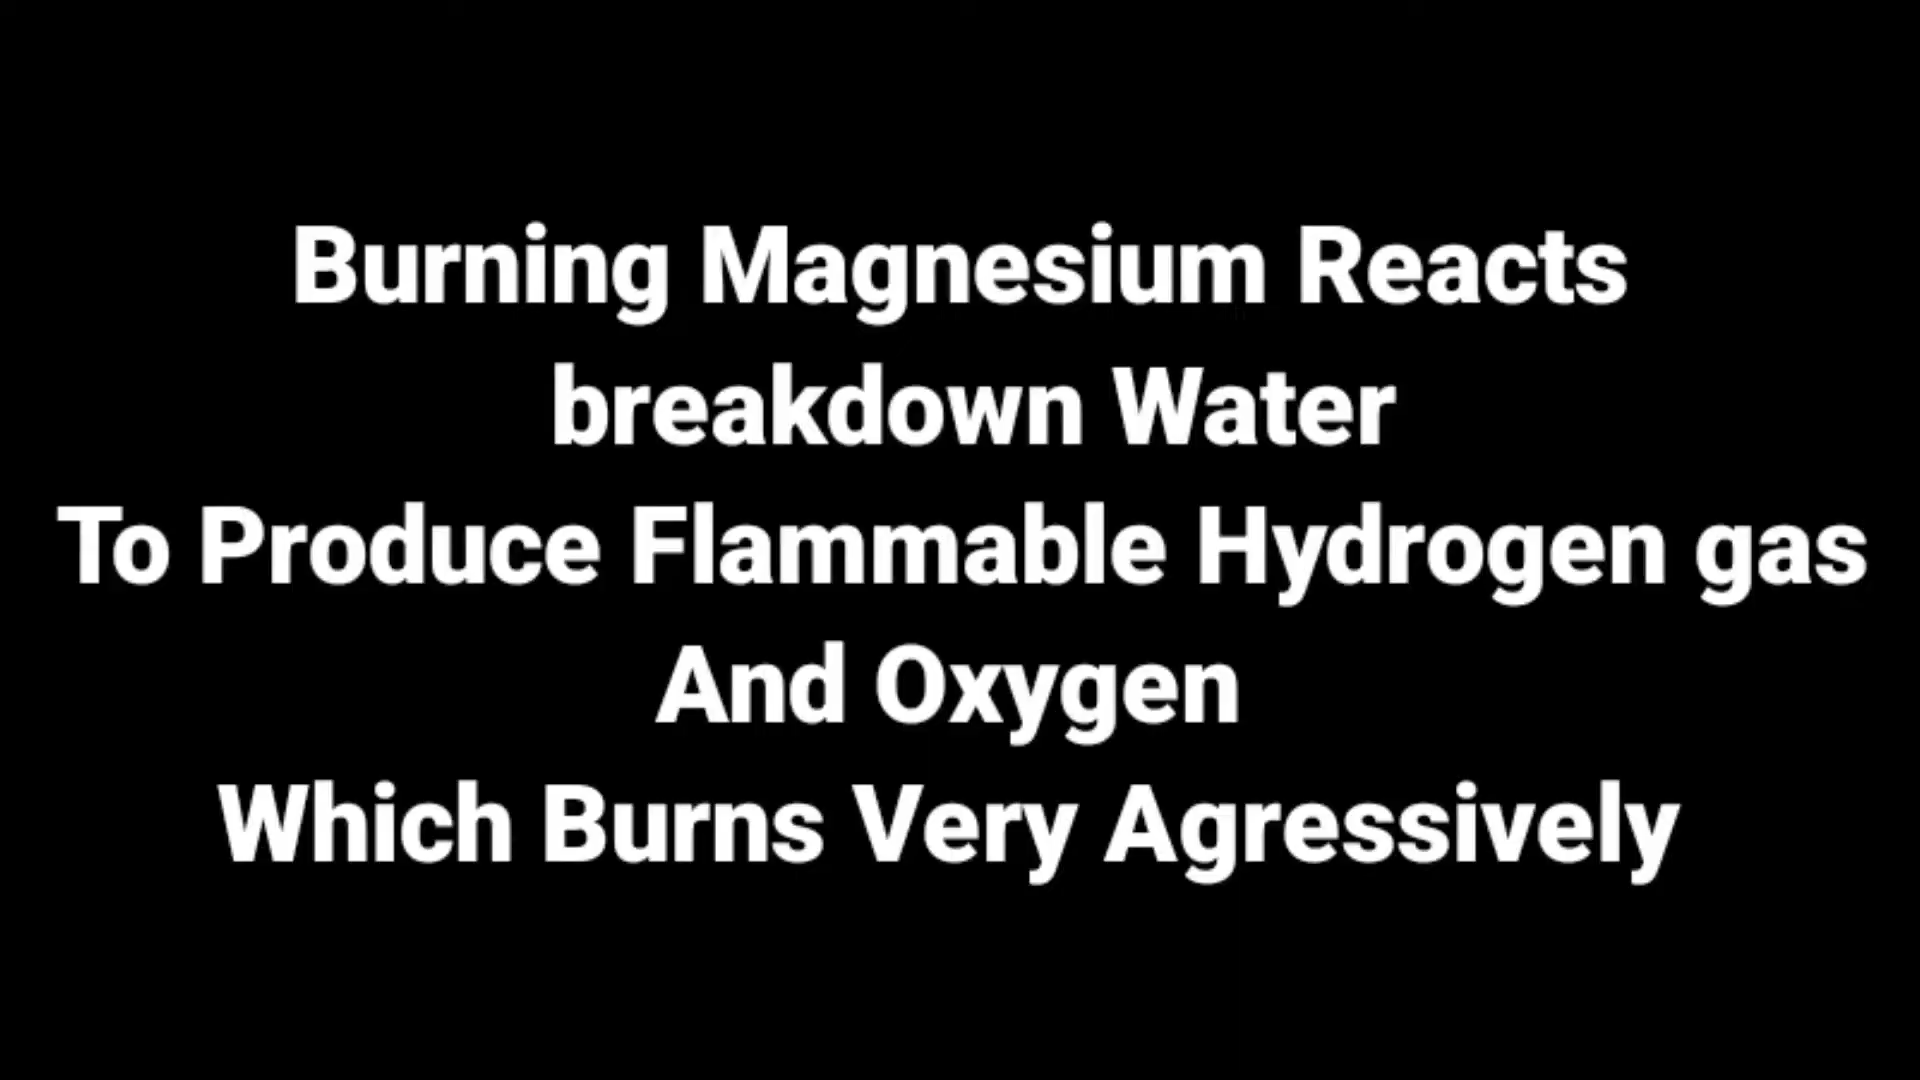 Burning Magnesium Reacts
breakdown Water
To Produce Flammable Hydrogen gas
And Oxygen
Which Burns Very Agressively